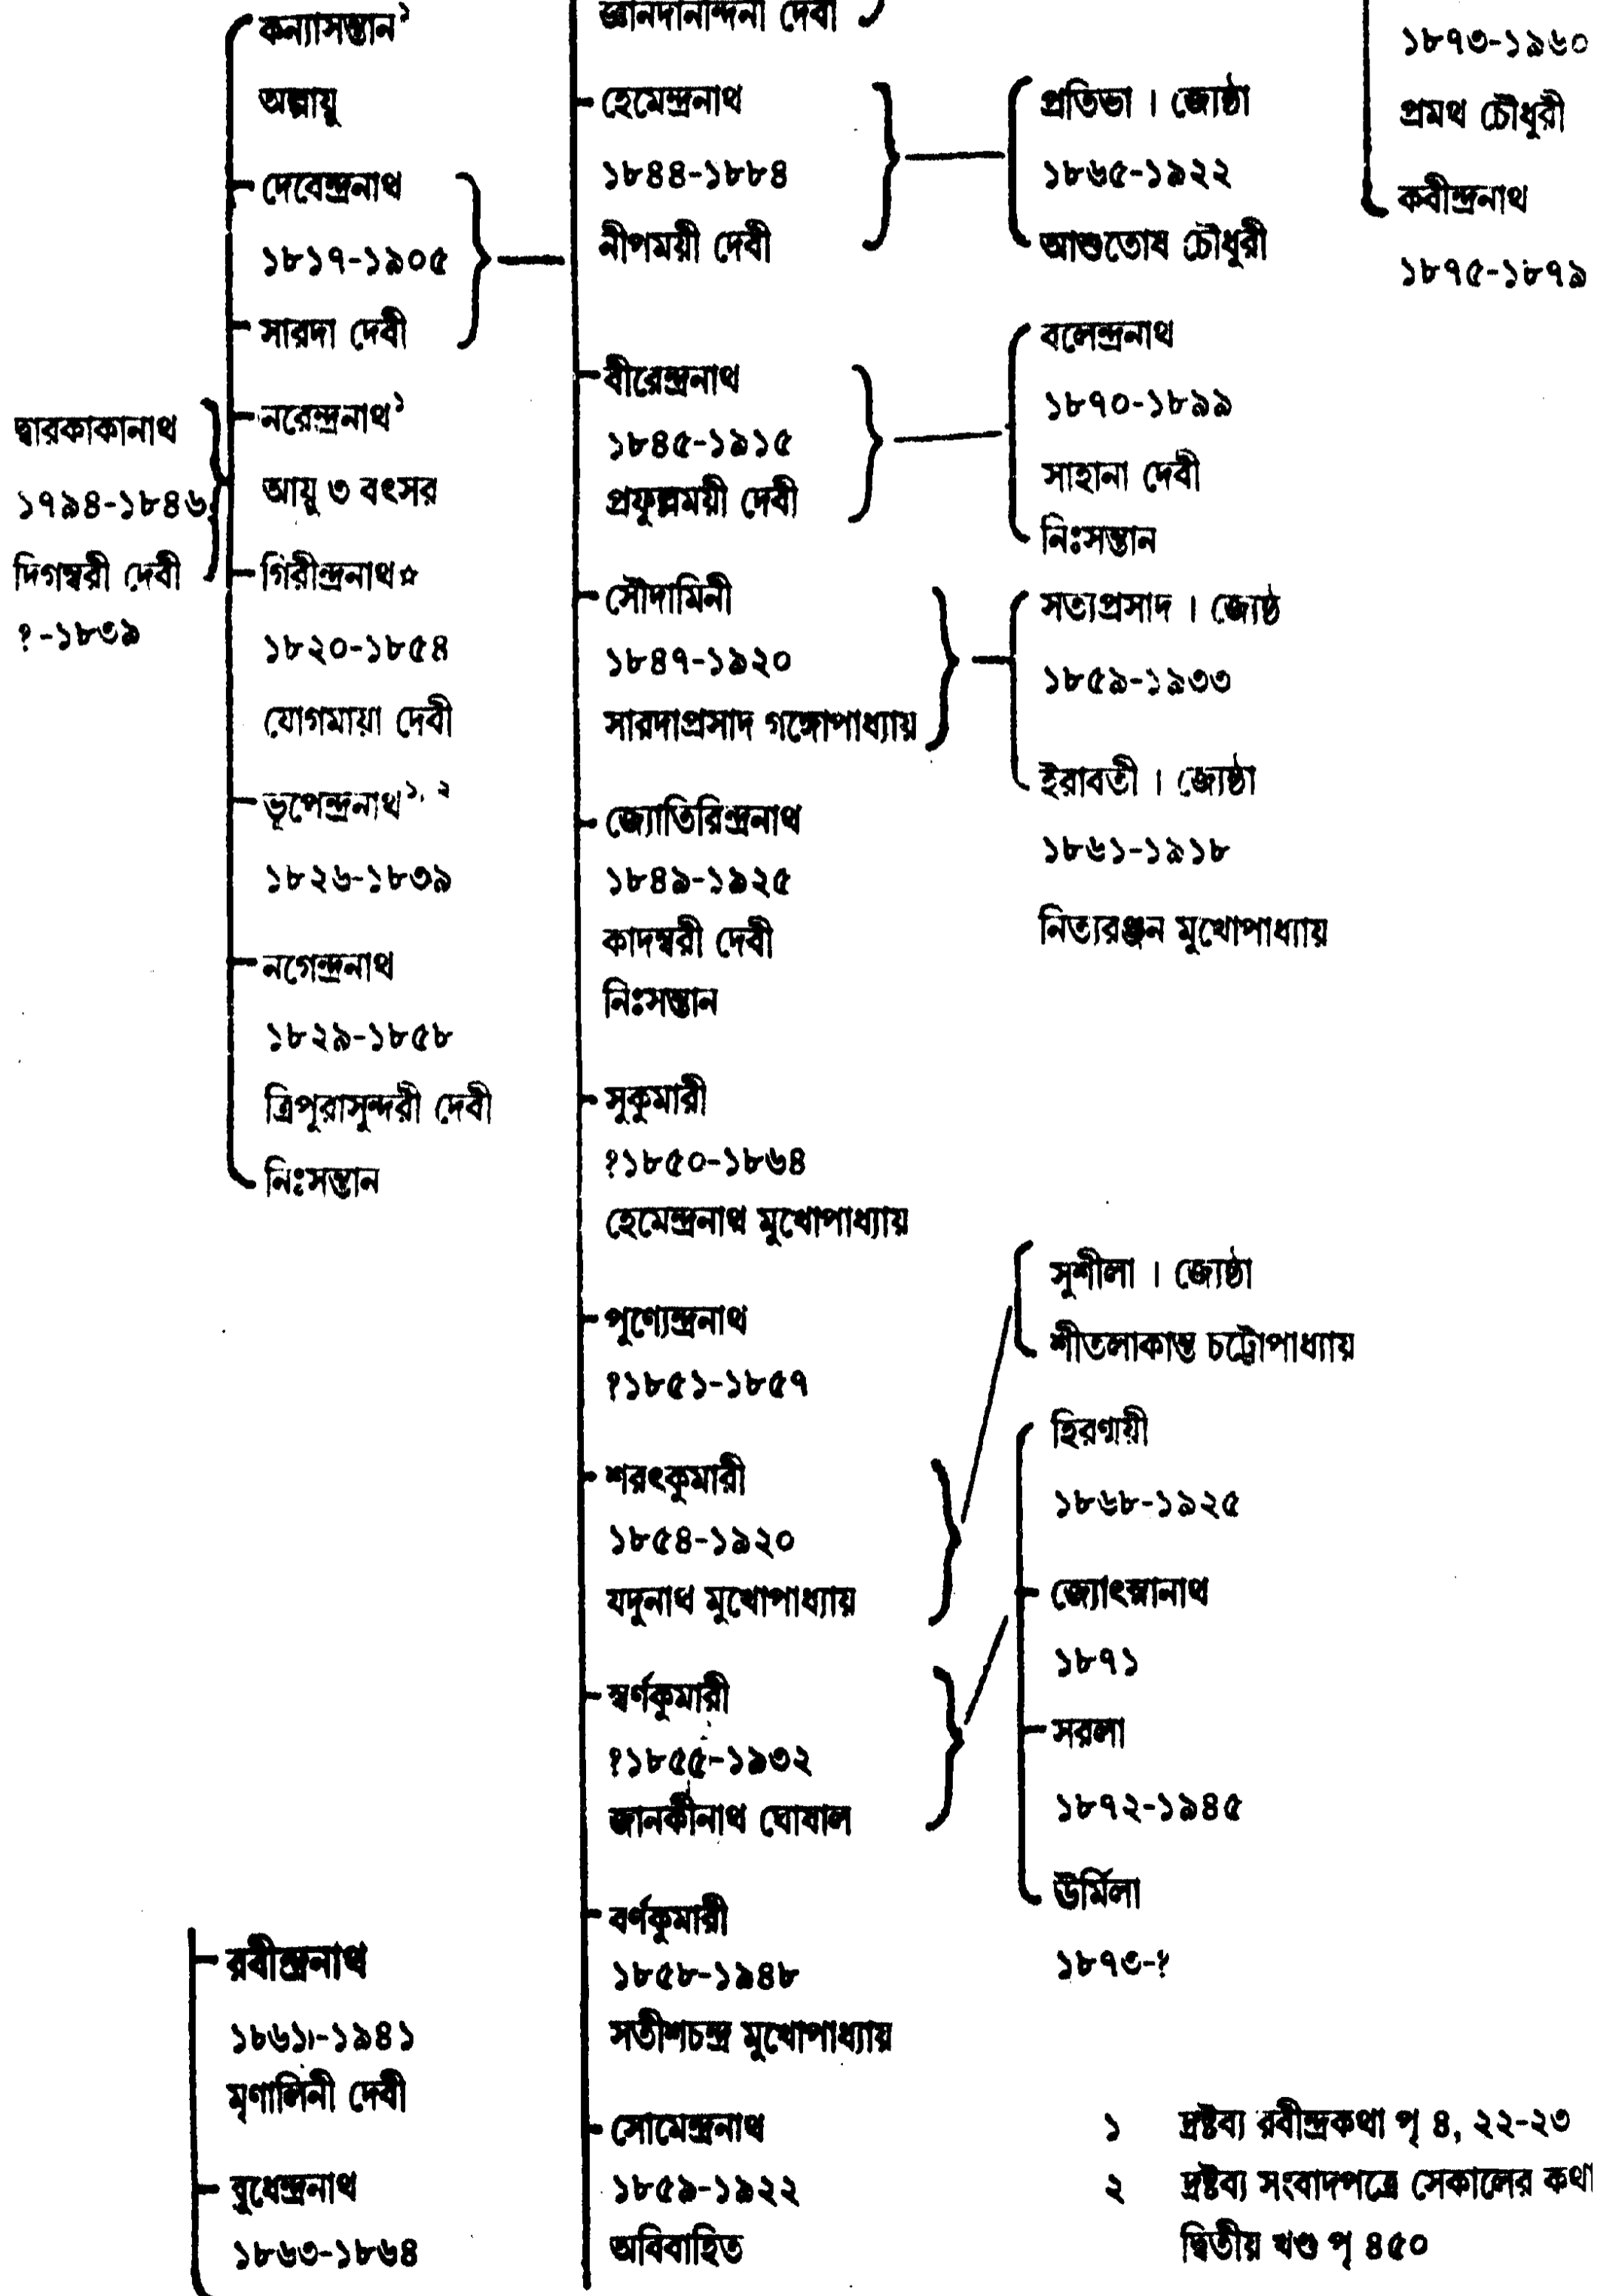 দ্বারকাকানাথ
১৭৯৪-১৮৪৬
দিগম্বরী দেবী
?-১৮৩৯
কন্যাসন্তান১
অল্পায়ু
দেবেন্দ্রনাথ
১৮১৭-১৯০৫
সারদা দেবী
নরেন্দ্রনাথ১
আয়ু ৩ বৎসর
গিরীন্দ্রনাথ☆
১৮২০-১৮৫৪
যোগমায়া দেবী
ভূপেন্দ্রনাথ১, ২
১৮২৬-১৮৩৯
নগেন্দ্রনাথ
১৮২৯-১৮৫৮
ত্রিপুরাসুন্দরী দেবী
নিঃসন্তান
জ্ঞানদানন্দিনী দেবী
হেমেন্দ্রনাথ
১৮৪৪-১৮৮৪
নীপময়ী দেবী
বীরেন্দ্রনাথ
১৮৪৫-১৯১৫
প্রফুল্লময়ী দেবী
সৌদামিনী
১৮৪৭-১৯২০
সারদাপ্রসাদ গঙ্গোপাধ্যায়
জ্যোতিরিন্দ্রনাথ
১৮৪৯-১৯২৫
কাদম্বরী দেবী
নিঃসন্তান
সুকুমারী
?১৮৫০-১৮৬৪
হেমেন্দ্রনাথ মুখোপাধ্যায়
পুণ্যেন্দ্রনাথ
?১৮৫১-১৮৫৭
শরৎকুমারী
১৮৫৪-১৯২০
যদুনাথ মুখোপাধ্যায়
স্বর্ণকুমারী
?১৮৫৫-১৯৩২
জানকীনাথ ঘোষাল
বর্ণকুমারী
১৮৫৮-১৯৪৮
সতীশচন্দ্র মুখোপাধ্যায়
সোমেন্দ্রনাথ
১৮৫৯-১৯২২
অবিবাহিত
রবীন্দ্রনাথ
১৮৬১-১৯৪১
মৃণালিনী দেবী
বুধেন্দ্রনাথ
১৮৬৩-১৮৬৪
প্রতিভা । জ্যেষ্ঠা
১৮৬৫-১৯২২
আশুতোষ চৌধুরী
বলেন্দ্রনাথ
১৮৭০-১৮৯৯
সাহানা দেবী
নিঃসন্তান
সত্যপ্রসাদ । জ্যেষ্ঠ
১৮৫৯-১৯৩৩
ইরাবতী । জ্যেষ্ঠা
১৮৬১-১৯১৮
নিত্যরঞ্জন মুখোপাধ্যায়
সুশীলা । জ্যেষ্ঠা
শীতলাকান্ত চট্টোপাধ্যায়
হিরণ্ময়ী
১৮৬৮-১৯২৫
জ্যোৎস্নানাথ
১৮৭১
সরলা
১৮৭২-১৯৪৫
ঊর্মিলা
১৮৭৩-?
১৮৭৩-১৯৬০
প্রমথ চৌধুরী
কবীন্দ্রনাথ
১৮৭৫-১৮৭৯
১ দ্রষ্টব্য রবীন্দ্রকথা পৃ ৪, ২২-২৩
২ দ্রষ্টব্য সংবাদপত্রে সেকালের কথা
দ্বিতীয় খণ্ড পৃ ৪৫০